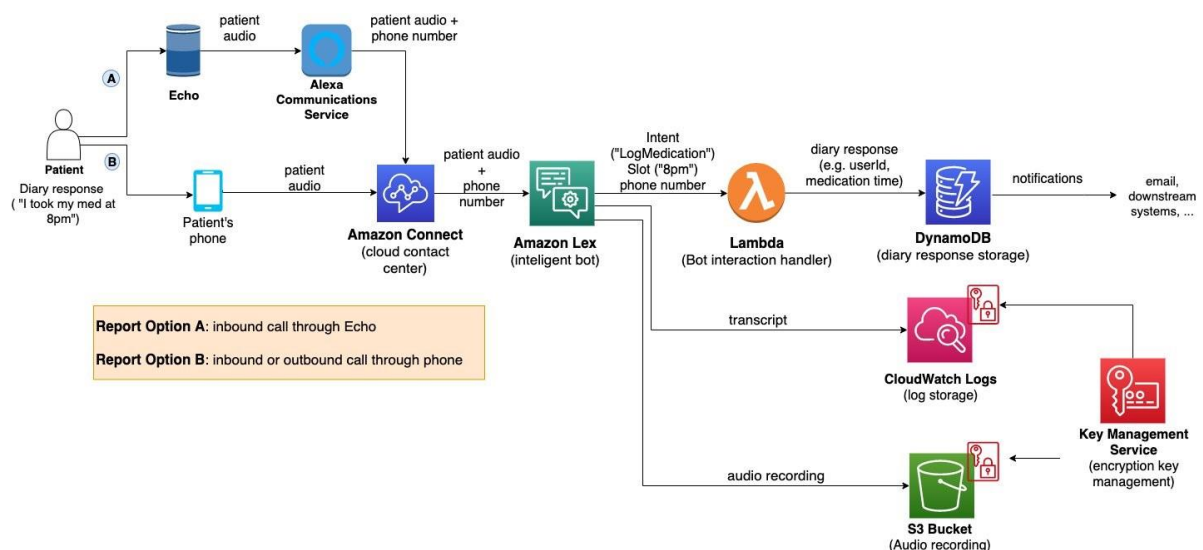 patient
audio
patient audio +
phone number
A
Echo
Alexa
Communications
Service
B
Patient
Diary response
( "I took my med at
8pm")
Patient's
phone
patient
audio
Amazon Connect
(cloud contact
center)
patient audio
+
phone
number
Amazon Lex
(inteligent bot)
Intent
("LogMedication")
Slot ("8pm")
phone number
Lambda
(Bot interaction handler)
diary response
(e.g. userId,
medication time)
DynamoDB
(diary response storage)
notifications
email,
downstream
systems, ...
Report Option A: inbound call through Echo
Report Option B: inbound or outbound call through phone
transcript
CloudWatch Logs
(log storage)
Key Management
Service
(encryption key
management)
audio recording
S3 Bucket
(Audio recording)